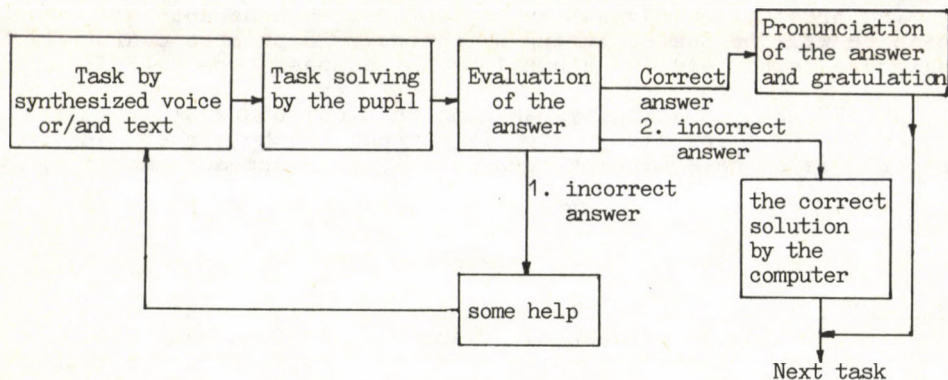 Task by
synthesized voice
or/and text
Task solving
by the pupil
Evaluation
of the
answer
Correct
answer
Pronunciation
of the answer
and gratulation
2. incorrect
answer
1. incorrect
answer
the correct
solution
by the
computer
some help
Next task